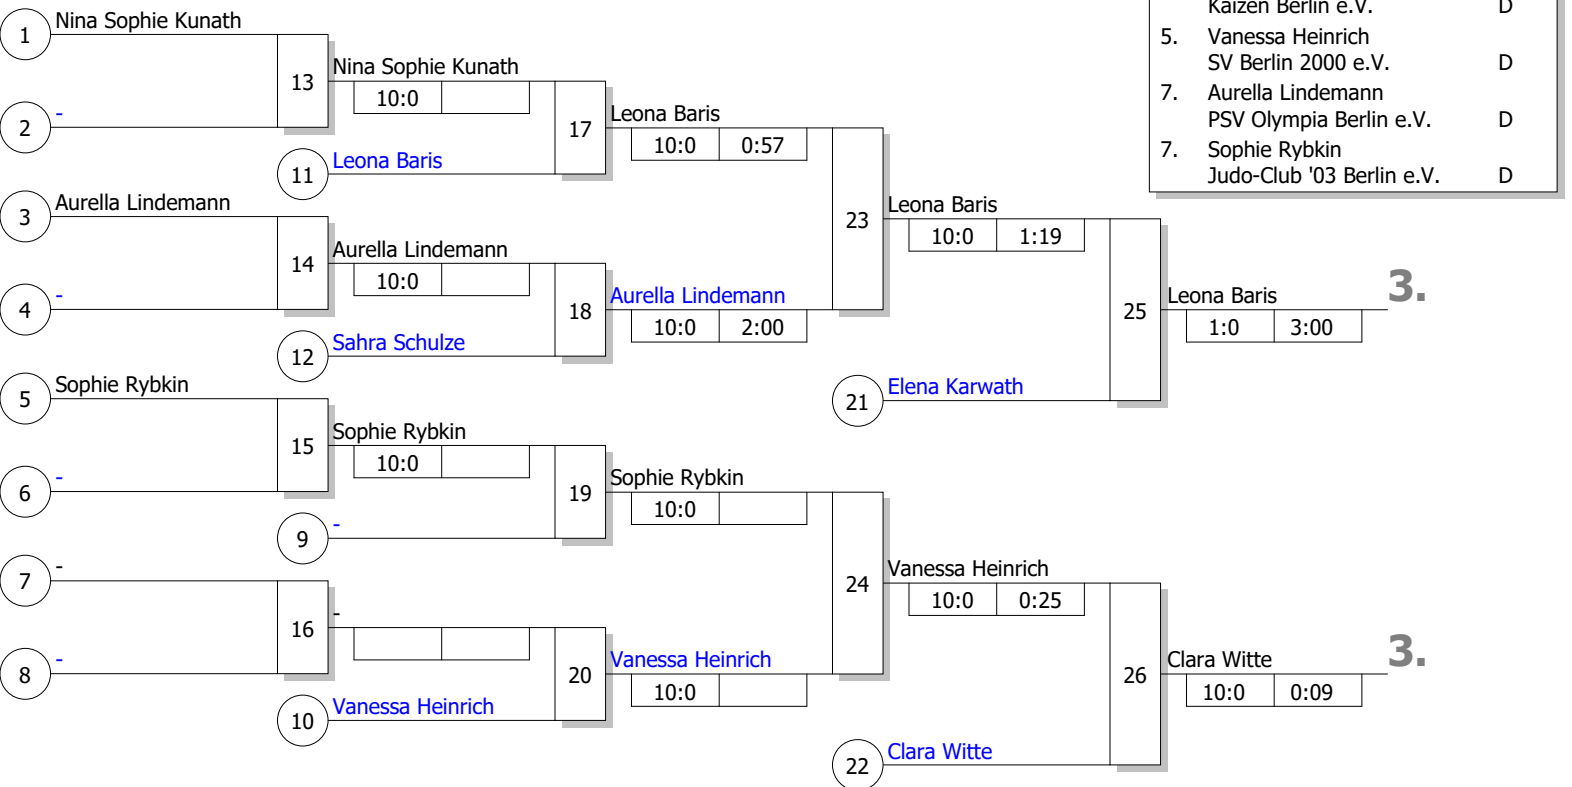 Kaizen Berlin e.V. D
5. Vanessa Heinrich
SV Berlin 2000 e.V. D
7. Aurella Lindemann
PSV Olympia Berlin e.V. D
7. Sophie Rybkin
Judo-Club '03 Berlin e.V. D
1 Nina Sophie Kunath
13 Nina Sophie Kunath
10:0
2 -
17 Leona Baris
10:0 0:57
11 Leona Baris
3 Aurella Lindemann
23 Leona Baris
10:0 1:19
14 Aurella Lindemann
10:0
4 -
18 Aurella Lindemann
10:0 2:00
12 Sahra Schulze
25 Leona Baris 3.
1:0 3:00
5 Sophie Rybkin
21 Elena Karwath
15 Sophie Rybkin
10:0
6 -
19 Sophie Rybkin
10:0
9 -
7 -
24 Vanessa Heinrich
10:0 0:25
16 -
8 -
20 Vanessa Heinrich
10:0
10 Vanessa Heinrich
26 Clara Witte 3.
10:0 0:09
22 Clara Witte